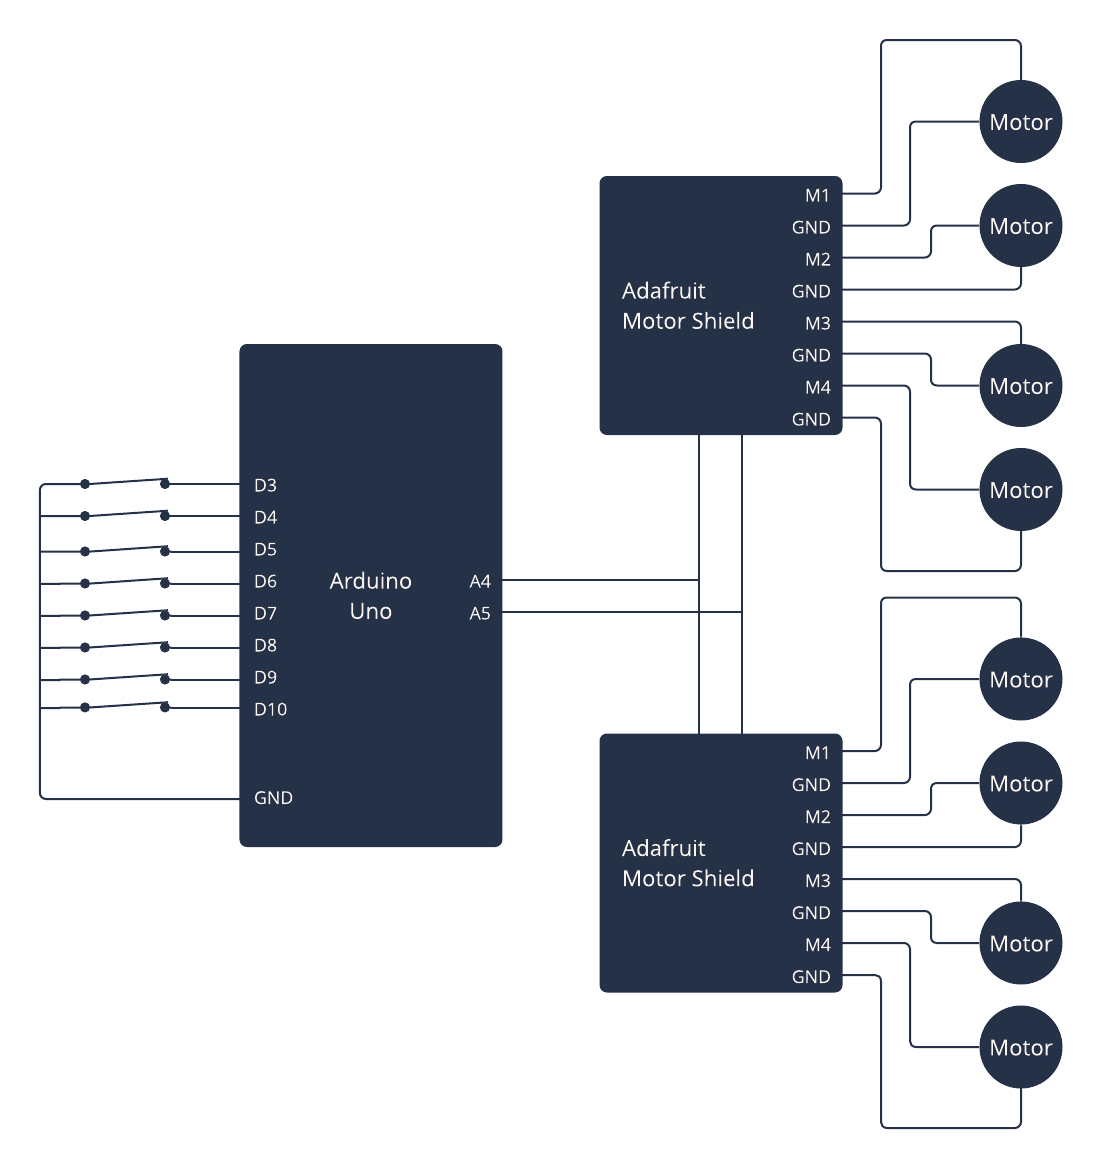 D3
D4
D5
D6
D7
D8
D9
D10
GND
Arduino
Uno
A4
A5
Adafruit
Motor Shield
M1
GND
M2
GND
M3
GND
M4
GND
Motor
Motor
Motor
Motor
Adafruit
Motor Shield
M1
GND
M2
GND
M3
GND
M4
GND
Motor
Motor
Motor
Motor